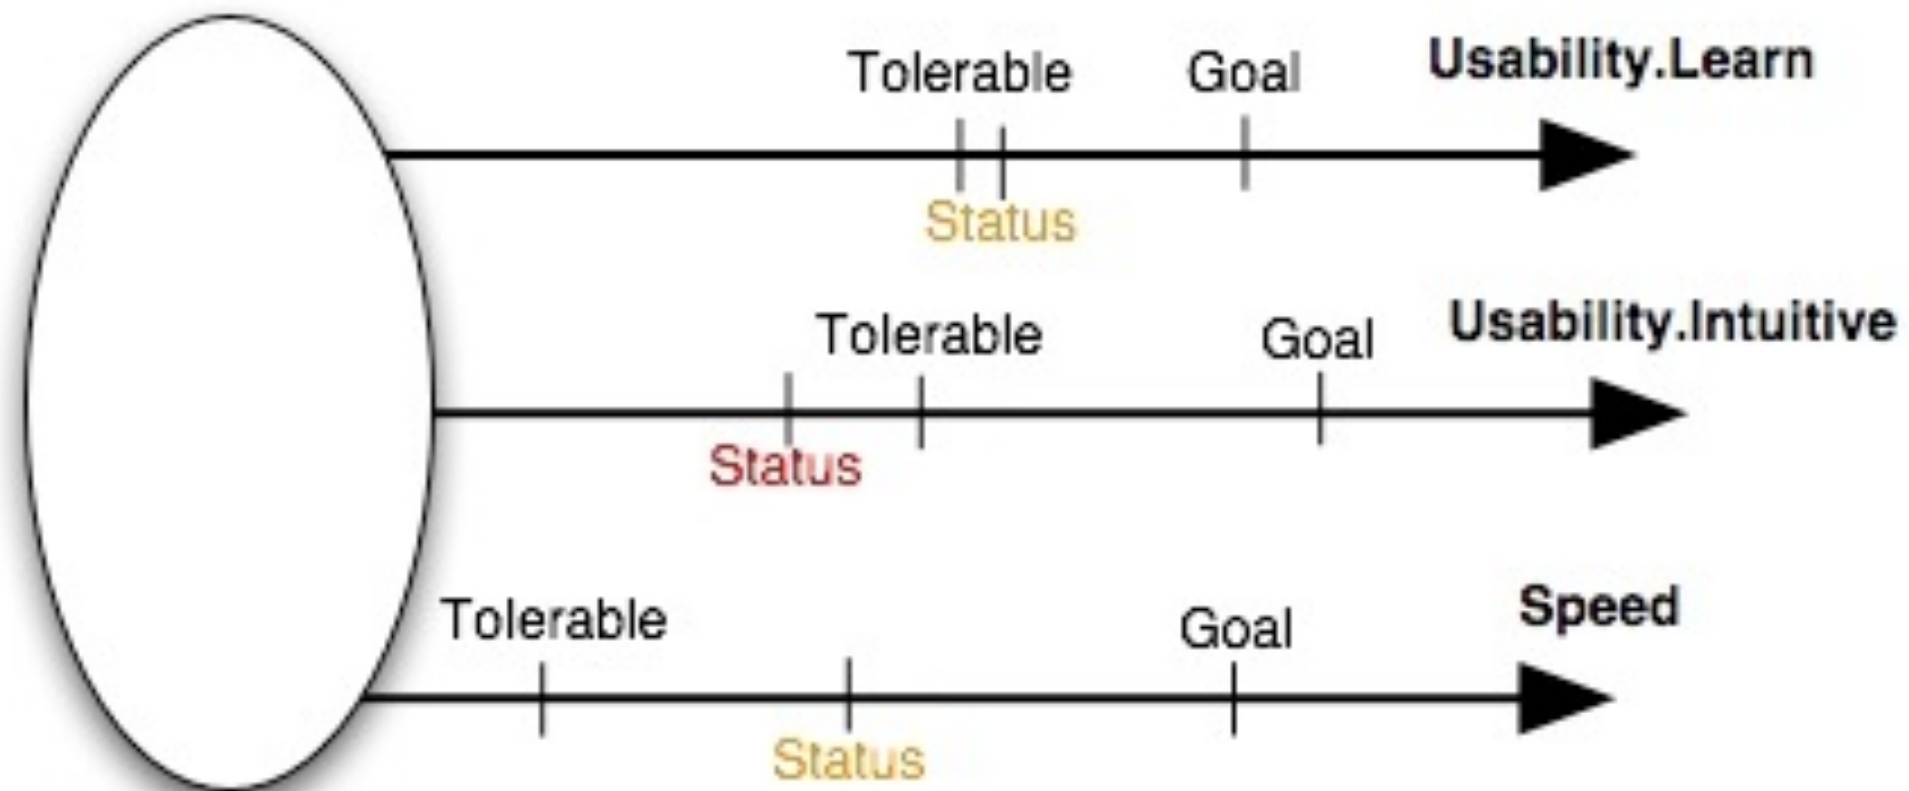 Tolerable Goal Usability.Learn
Status
Tolerable Goal Usability.Intuitive
Status
Tolerable Goal Speed
Status